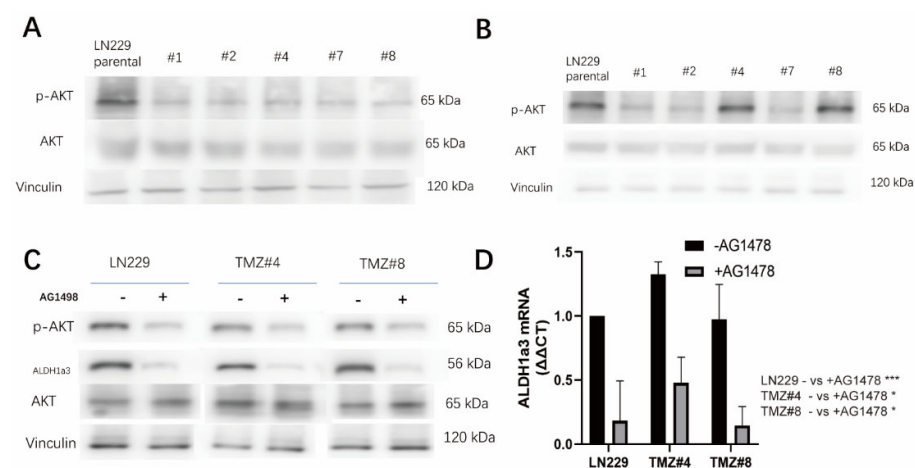 A
LN229
parental #1 #2 #4 #7 #8
p-AKT 65 kDa
AKT 65 kDa
Vinculin 120 kDa
B
LN229
parental #1 #2 #4 #7 #8
p-AKT 65 kDa
AKT 65 kDa
Vinculin 120 kDa
C
LN229 TMZ#4 TMZ#8
AG1498 - + - + - +
p-AKT 65 kDa
ALDH1a3 56 kDa
AKT 65 kDa
Vinculin 120 kDa
D
ALDH1a3 mRNA
(ΔΔCT)
1.5
1.0
0.5
0.0
-AG1478
+AG1478
LN229 TMZ#4 TMZ#8
LN229 - vs +AG1478 ***
TMZ#4 - vs +AG1478 *
TMZ#8 - vs +AG1478 *